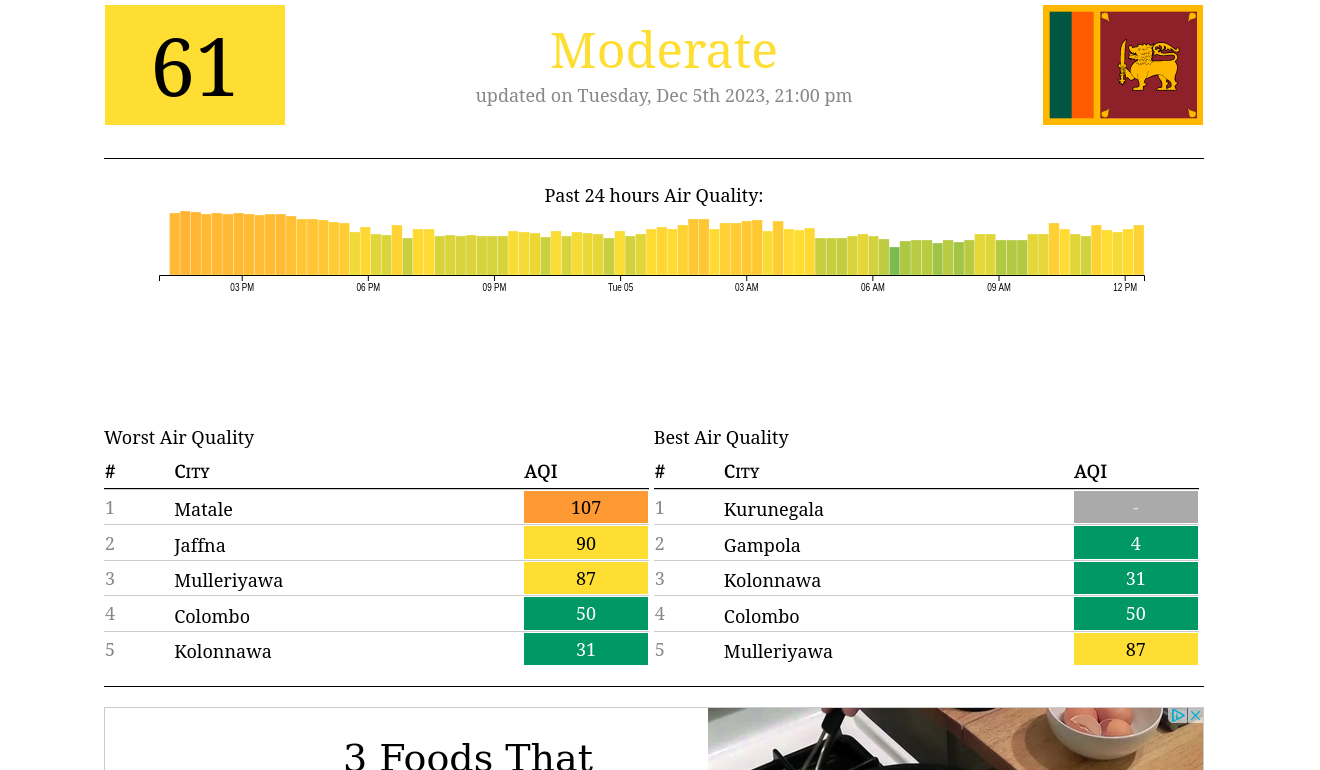 61
Moderate
updated on Tuesday, Dec 5th 2023, 21:00 pm
Past 24 hours Air Quality:
03 PM 06 PM 09 PM Tue 05 03 AM 06 AM 09 AM 12 PM
Worst Air Quality
# City AQI
1 Matale 107
2 Jaffna 90
3 Mulleriyawa 87
4 Colombo 50
5 Kolonnawa 31
Best Air Quality
# City AQI
1 Kurunegala -
2 Gampola 4
3 Kolonnawa 31
4 Colombo 50
5 Mulleriyawa 87
3 Foods That